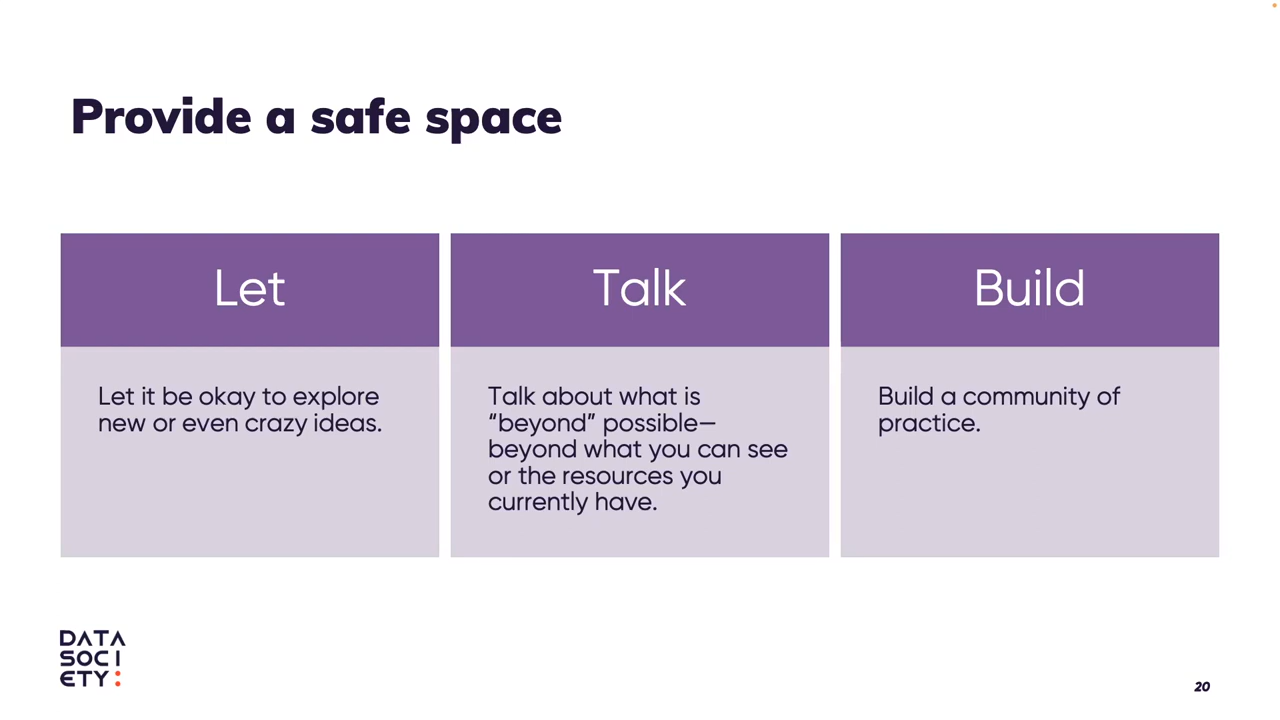 Provide a safe space
Let
Talk
Build
Let it be okay to explore
new or even crazy ideas.
Talk about what is
“beyond” possible—
beyond what you can see
or the resources you
currently have.
Build a community of
practice.
DATA
SOCI
ETY:
20